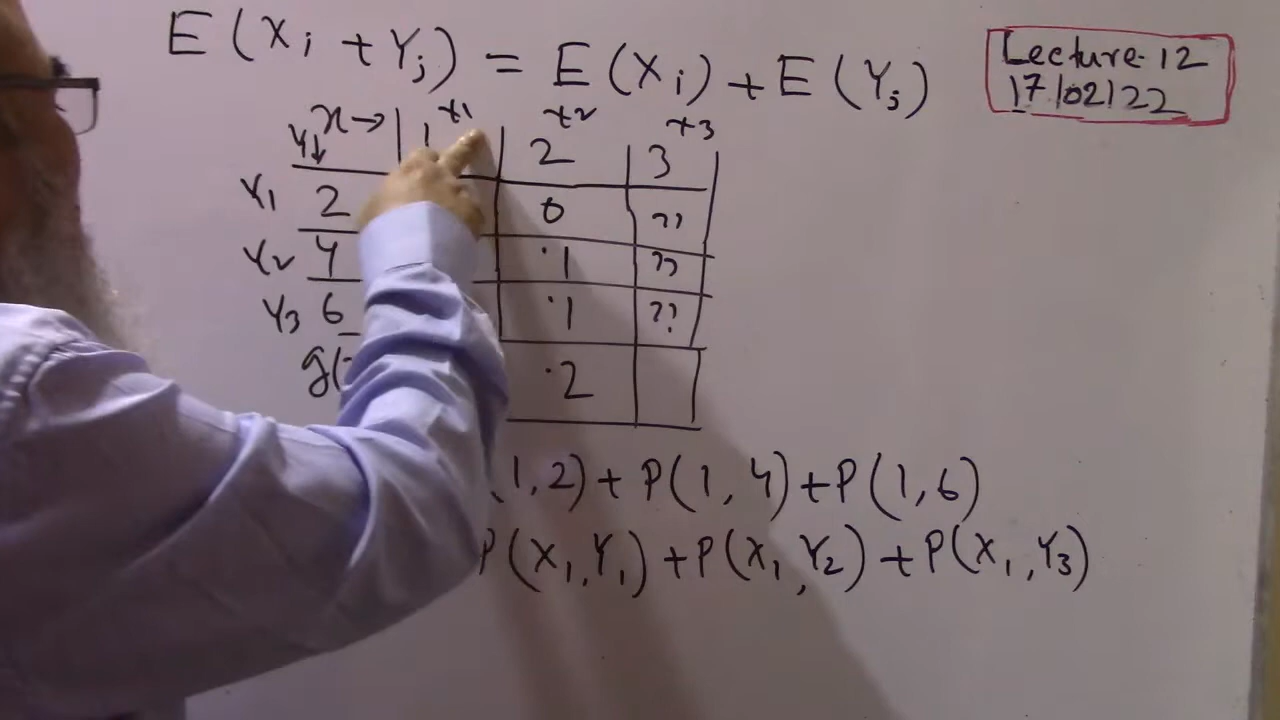 E(Xi + Yj) = E(Xi) + E(Yj)
Lecture-12
17/02/22
x1 x2 x3
Y↓ x→ 1 2 3
Y1 2 0 ??
Y2 4 .1 ??
Y3 6 .1 ??
g( .2
(1,2) + P(1,4) + P(1,6)
P(X1,Y1) + P(X1,Y2) + P(X1,Y3)